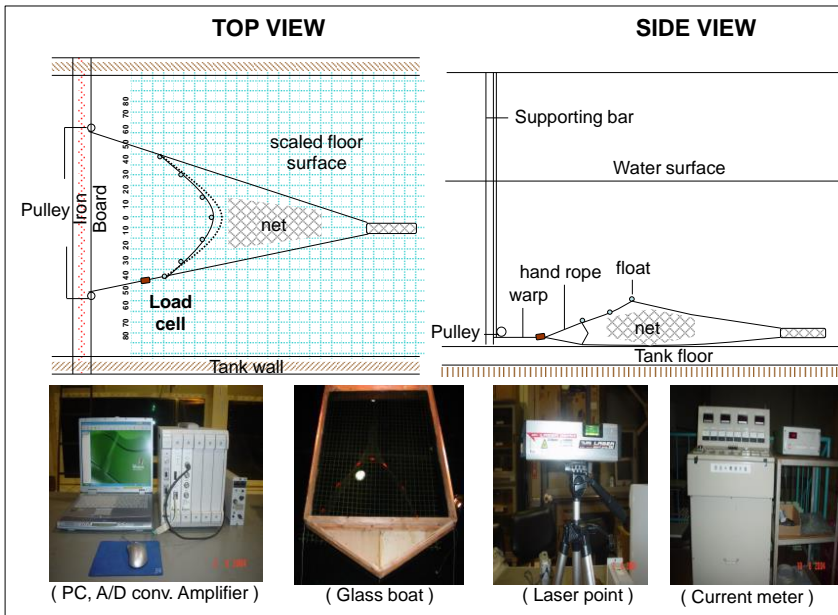 TOP VIEW
SIDE VIEW
80
70
60
50
40
30
20
10
0
10
20
30
40
50
60
70
80
scaled floor
surface
Pulley
Iron
Board
net
Load
cell
Tank wall
Supporting bar
Water surface
float
hand rope
warp
Pulley
net
Tank floor
LASER
( PC, A/D conv. Amplifier )
( Glass boat )
( Laser point )
( Current meter )